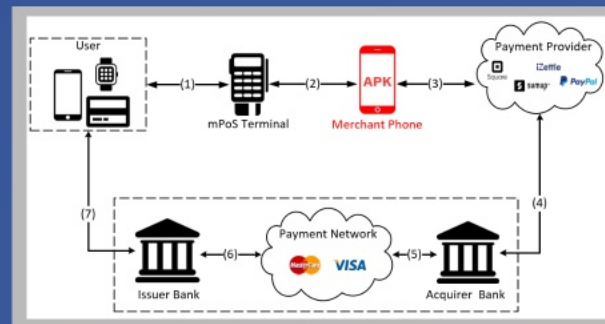 User
Payment Provider
Square
iZettle
sumup
PayPal
(1)
(2)
APK
(3)
mPoS Terminal
Merchant Phone
(7)
(4)
Payment Network
(6)
MasterCard
VISA
(5)
Issuer Bank
Acquirer Bank